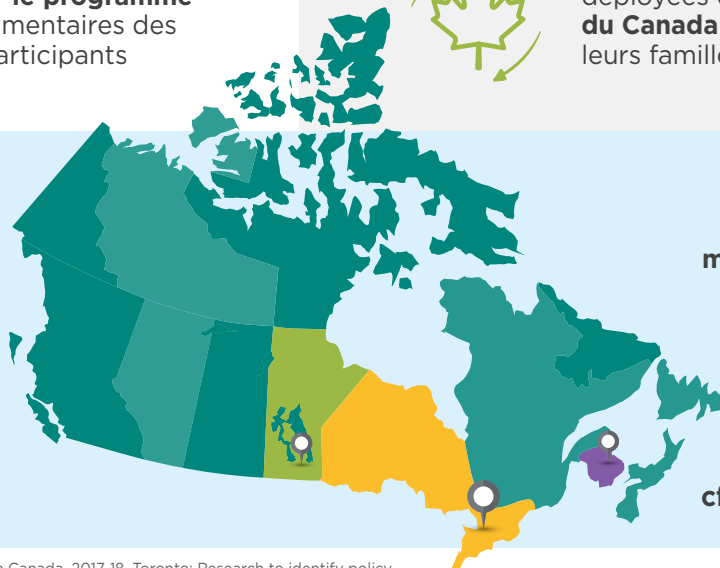 le programme
mentaires des
articipants
déployées
du Canada
leurs famille
m
cf
Canada, 2017-18. Toronto: Research to identify policy